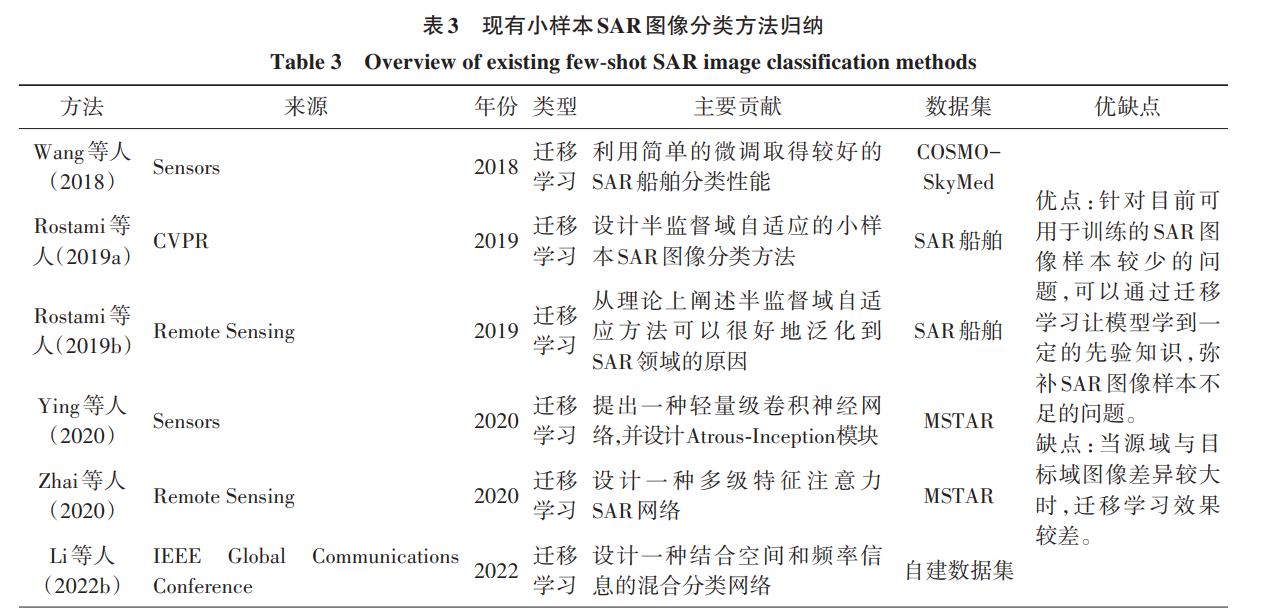 表3 现有小样本SAR图像分类方法归纳
Table 3 Overview of existing few-shot SAR image classification methods
方法 来源 年份 类型 主要贡献 数据集 优缺点
Wang等人
（2018）
Sensors
2018
迁移
学习
利用简单的微调取得较好的
SAR船舶分类性能
COSMO-
SkyMed
Rostami等
人（2019a）
CVPR
2019
迁移
学习
设计半监督域自适应的小样
本SAR图像分类方法
SAR船舶
Rostami等
人（2019b）
Remote Sensing
2019
迁移
学习
从理论上阐述半监督域自适
应方法可以很好地泛化到
SAR领域的原因
SAR船舶
Ying等人
（2020）
Sensors
2020
迁移
学习
提出一种轻量级卷积神经网
络,并设计Atrous-Inception模块
MSTAR
Zhai等人
（2020）
Remote Sensing
2020
迁移
学习
设计一种多级特征注意力
SAR网络
MSTAR
Li等人
（2022b）
IEEE Global Communications
Conference
2022
迁移
学习
设计一种结合空间和频率信
息的混合分类网络
自建数据集
优点:针对目前可
用于训练的SAR图
像样本较少的问
题,可以通过迁移
学习让模型学到一
定的先验知识,弥
补SAR图像样本不
足的问题。
缺点:当源域与目
标域图像差异较大
时,迁移学习效果
较差。